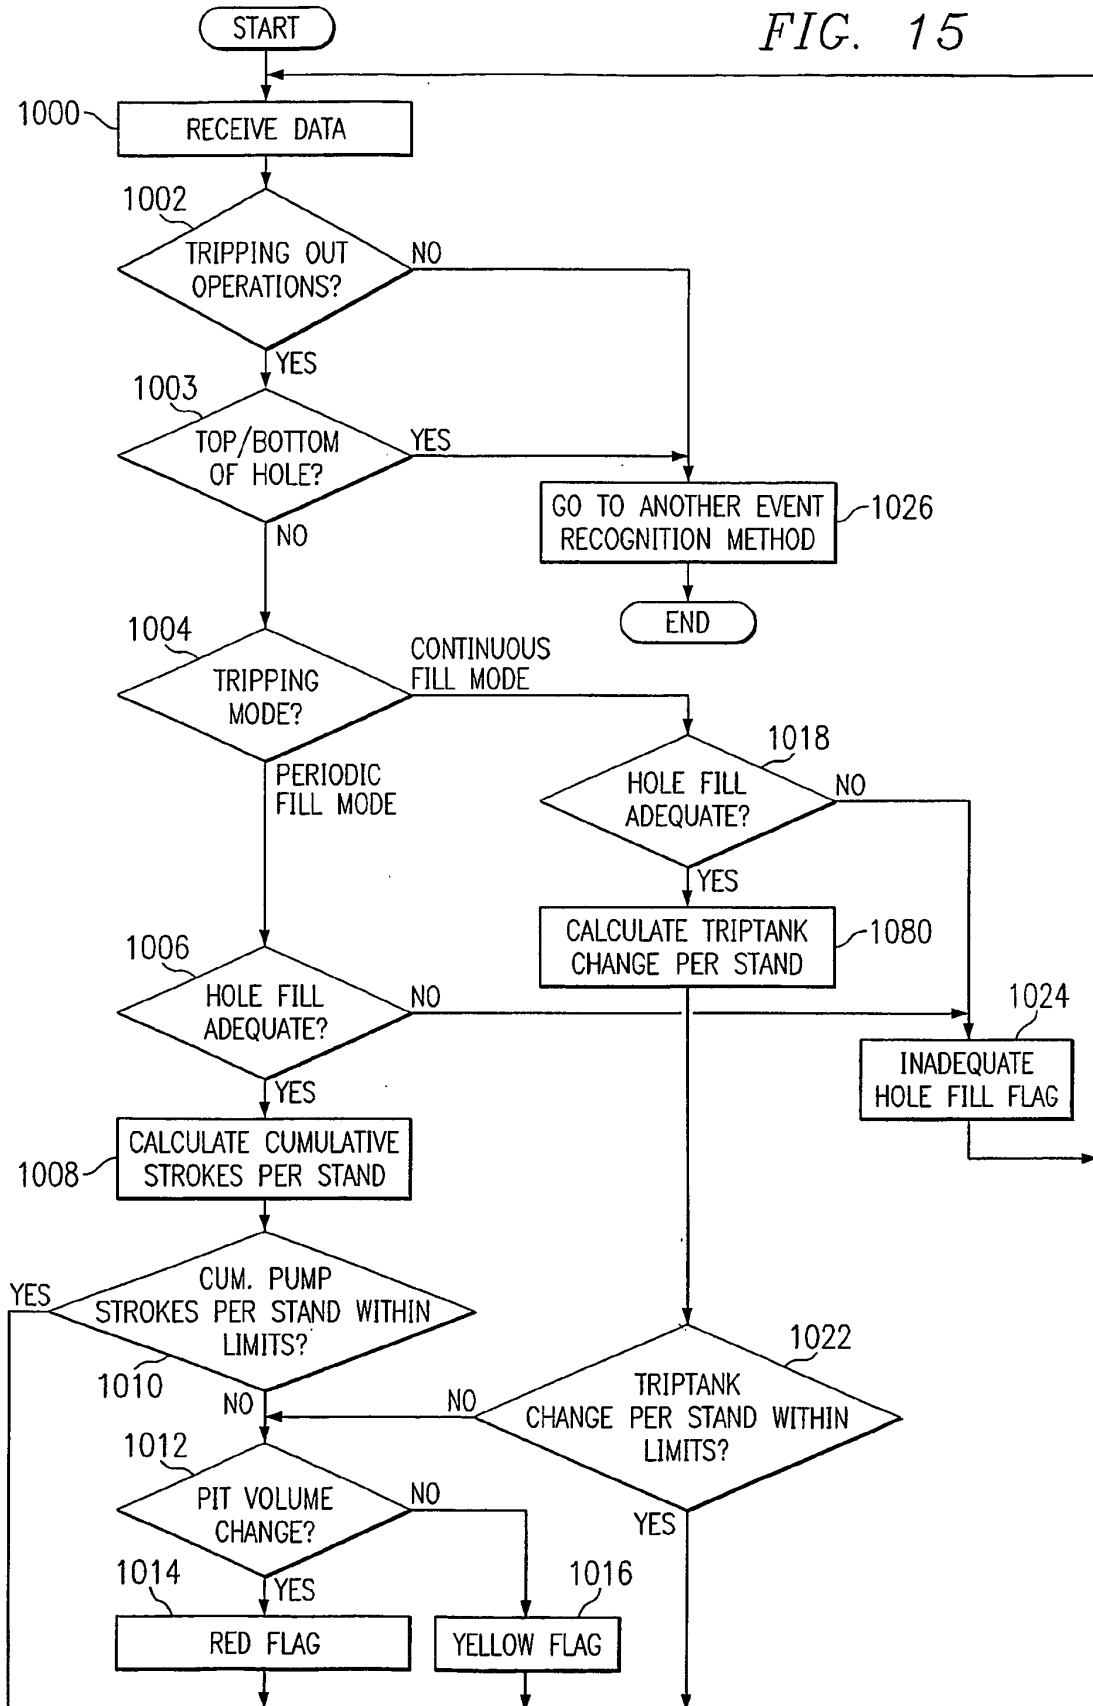 START
FIG. 15
1000
RECEIVE DATA
1002
TRIPPING OUT
OPERATIONS?
NO
YES
1003
TOP/BOTTOM
OF HOLE?
YES
NO
GO TO ANOTHER EVENT
RECOGNITION METHOD
1026
END
1004
TRIPPING
MODE?
CONTINUOUS
FILL MODE
PERIODIC
FILL MODE
1018
HOLE FILL
ADEQUATE?
NO
YES
CALCULATE TRIPTANK
CHANGE PER STAND
1080
1006
HOLE FILL
ADEQUATE?
NO
YES
1024
INADEQUATE
HOLE FILL FLAG
CALCULATE CUMULATIVE
STROKES PER STAND
1008
CUM. PUMP
STROKES PER STAND WITHIN
LIMITS?
YES
1010
NO
1022
TRIPTANK
CHANGE PER STAND WITHIN
LIMITS?
NO
YES
1012
PIT VOLUME
CHANGE?
NO
YES
1014
RED FLAG
1016
YELLOW FLAG